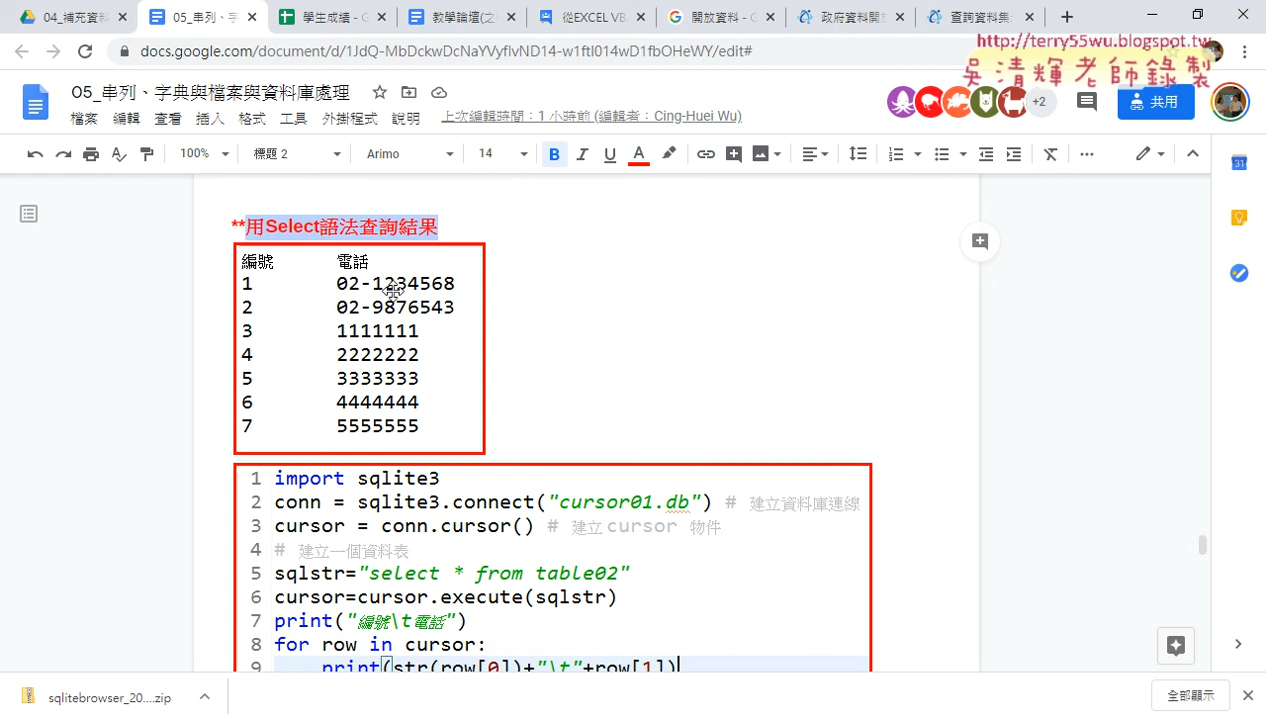 04_補充資料
05_串列、字
學生成績 - G
教學論壇(之
從EXCEL VB
開放資料 - G
政府資料開
查詢資料集
docs.google.com/document/d/1JdQ-MbDckwDcNaYVyflvND14-w1ftI014wD1fbOHeWY/edit#
http://terry55wu.blogspot.tw
吳清輝老師錄製
05_串列、字典與檔案與資料庫處理
+2
共用
檔案 編輯 查看 插入 格式 工具 外掛程式 說明 上次編輯時間：1 小時前 (編輯者：Cing-Huei Wu)
100% 標題 2 Arimo 14 B I U A
31
**用Select語法查詢結果
編號 電話
1 02-1234568
2 02-9876543
3 1111111
4 2222222
5 3333333
6 4444444
7 5555555
1 import sqlite3
2 conn = sqlite3.connect("cursor01.db") # 建立資料庫連線
3 cursor = conn.cursor() # 建立 cursor 物件
4 # 建立一個資料表
5 sqlstr="select * from table02"
6 cursor=cursor.execute(sqlstr)
7 print("編號\t電話")
8 for row in cursor:
9 print(str(row[0])+"\t"+row[1])
sqlitebrowser_20....zip
全部顯示